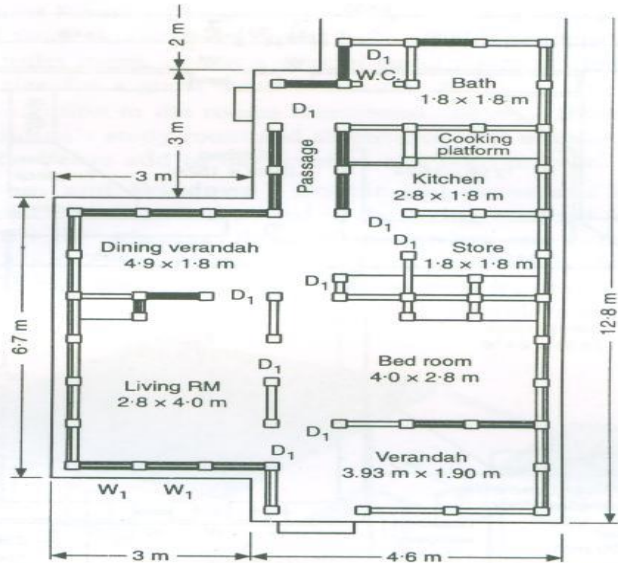 2 m
D1
W.C.
Bath
1·8 x 1·8 m
3 m
D1
Passage
Cooking
platform
Kitchen
2·8 x 1·8 m
3 m
Dining verandah
4·9 x 1·8 m
D1
D1
Store
1·8 x 1·8 m
D1
D1
6·7 m
12·8 m
Living RM
2·8 x 4·0 m
D1
Bed room
4·0 x 2·8 m
D1
D1
Verandah
3.93 m x 1.90 m
W1
W1
3 m
4·6 m